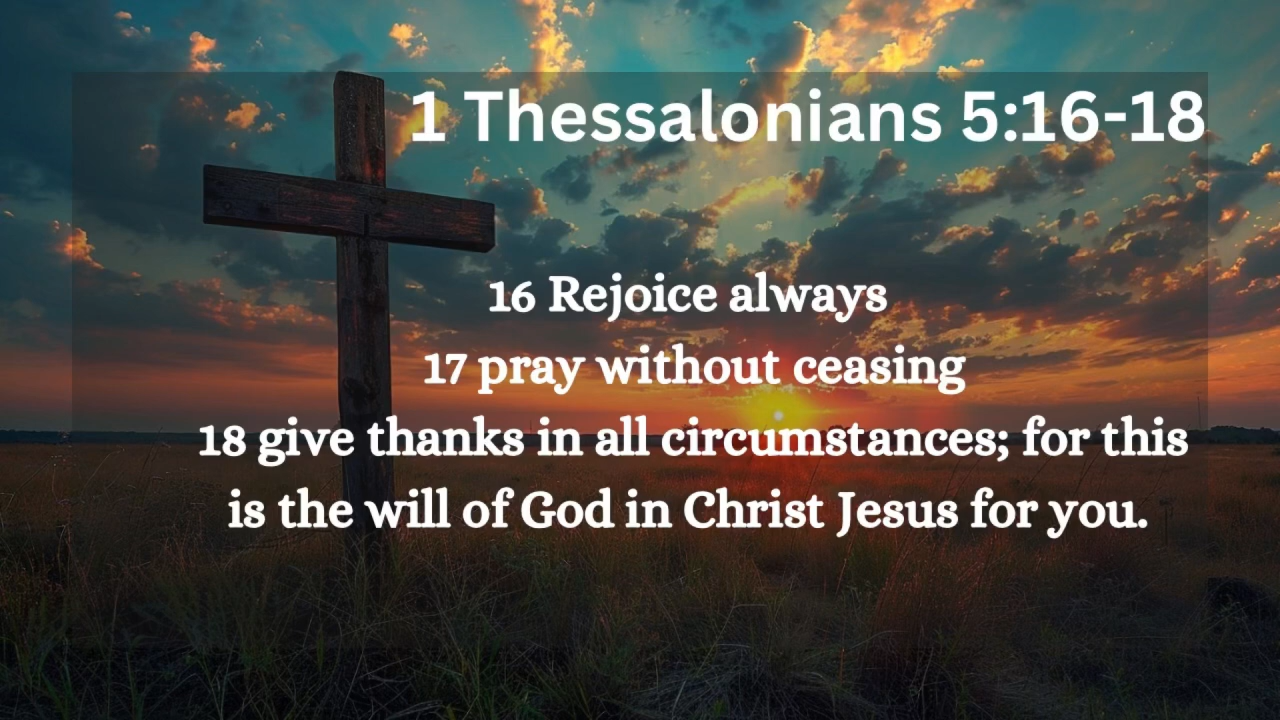 1 Thessalonians 5:16-18
16 Rejoice always
17 pray without ceasing
18 give thanks in all circumstances; for this
is the will of God in Christ Jesus for you.